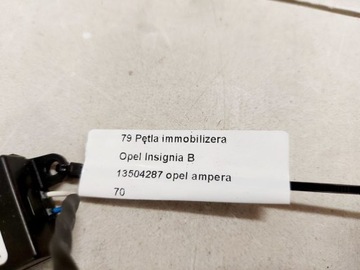 79 Pętla immobilizera
Opel Insignia B
13504287 opel ampera
70